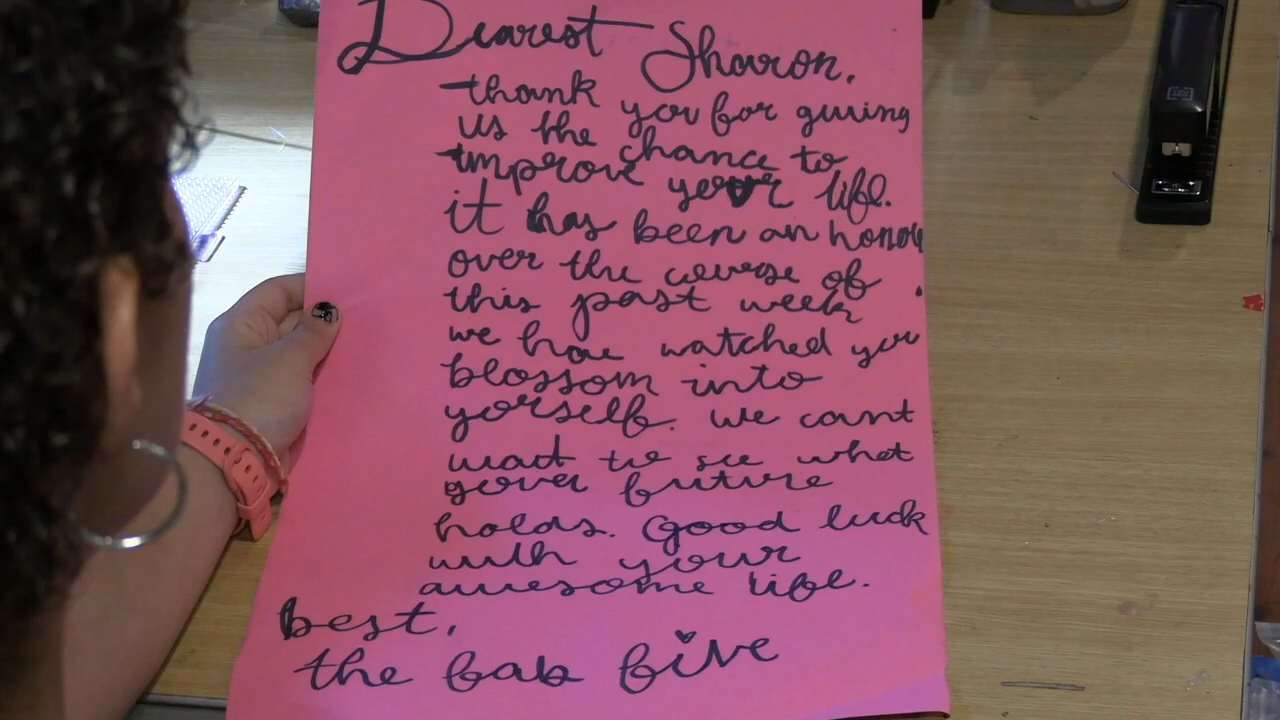 Dearest Sharon,
thank you for giving
us the chance to
improve your life.
it has been an honou
over the course of
this past week.
we have watched you
blossom into
yorself. we cant
wait to see what
your future
holds. Good luck
with your
awesome life.
best,
the fab five